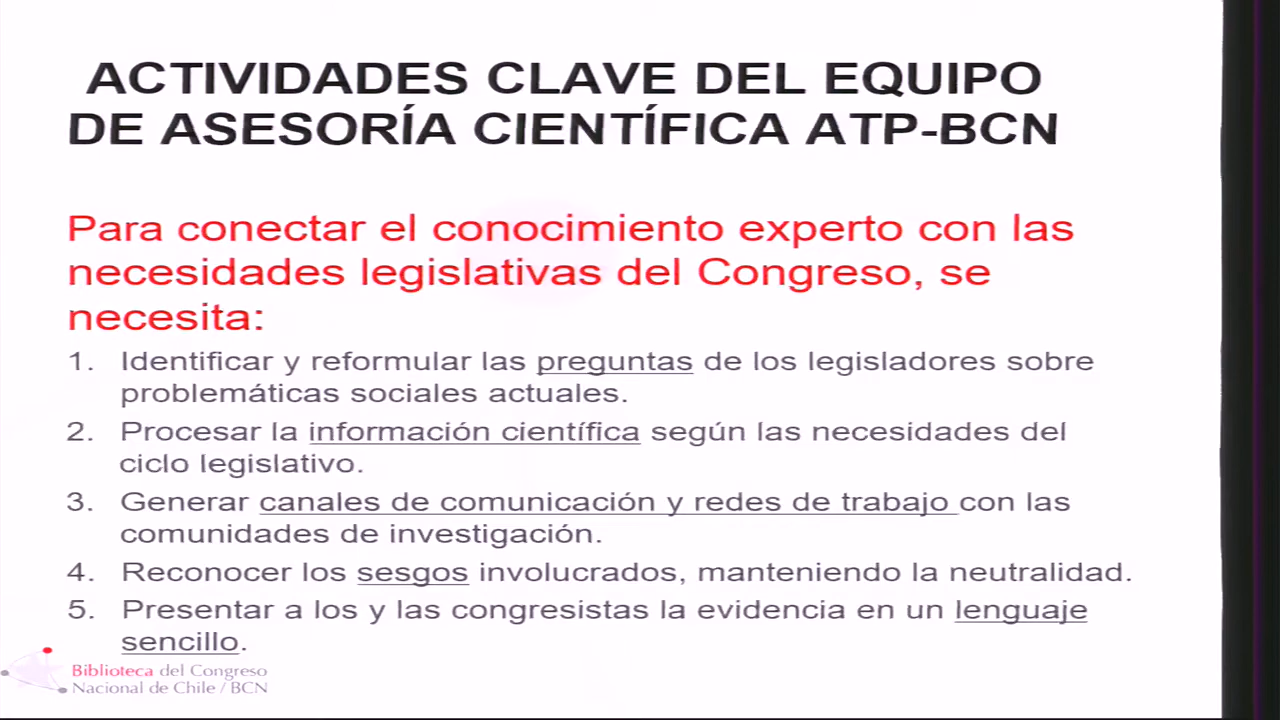 ACTIVIDADES CLAVE DEL EQUIPO
DE ASESORÍA CIENTÍFICA ATP-BCN
Para conectar el conocimiento experto con las
necesidades legislativas del Congreso, se
necesita:
1. Identificar y reformular las preguntas de los legisladores sobre
problemáticas sociales actuales.
2. Procesar la información científica según las necesidades del
ciclo legislativo.
3. Generar canales de comunicación y redes de trabajo con las
comunidades de investigación.
4. Reconocer los sesgos involucrados, manteniendo la neutralidad.
5. Presentar a los y las congresistas la evidencia en un lenguaje
sencillo.
Biblioteca del Congreso
Nacional de Chile / BCN